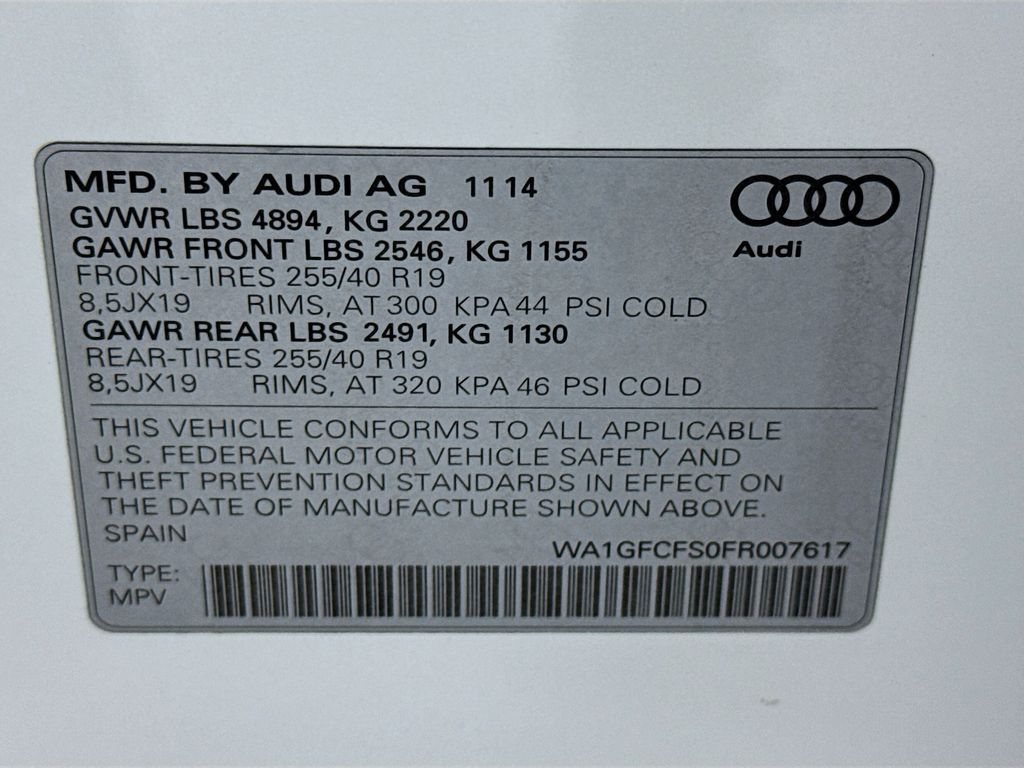 MFD. BY AUDI AG 11 14
GVWR LBS 4894, KG 2220
GAWR FRONT LBS 2546, KG 1155
FRONT-TIRES 255/40 R19
8,5JX19 RIMS, AT 300 KPA 44 PSI COLD
GAWR REAR LBS 2491, KG 1130
REAR-TIRES 255/40 R19
8,5JX19 RIMS, AT 320 KPA 46 PSI COLD
Audi
THIS VEHICLE CONFORMS TO ALL APPLICABLE
U.S. FEDERAL MOTOR VEHICLE SAFETY AND
THEFT PREVENTION STANDARDS IN EFFECT ON
THE DATE OF MANUFACTURE SHOWN ABOVE.
SPAIN
WA1GFCFS0FR007617
TYPE:
MPV